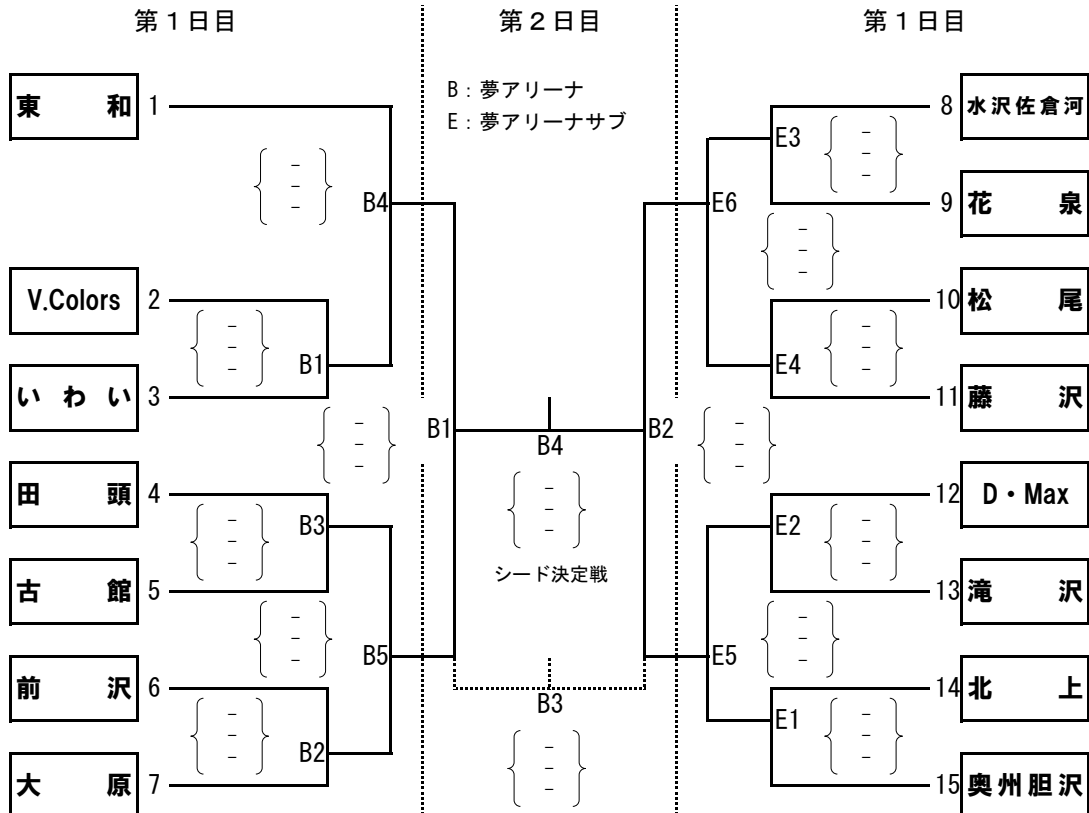 第1日目 第2日目 第1日目
B：夢アリーナ
E：夢アリーナサブ
東和 1
8 水沢佐倉河
E3
B4
E6
9 花泉
V.Colors 2
10 松尾
B1
E4
いわい 3
11 藤沢
B1
B4
B2
田頭 4
12 D・Max
B3
E2
シード決定戦
古館 5
13 滝沢
B5
E5
前沢 6
14 北上
B3
E1
B2
大原 7
15 奥州胆沢